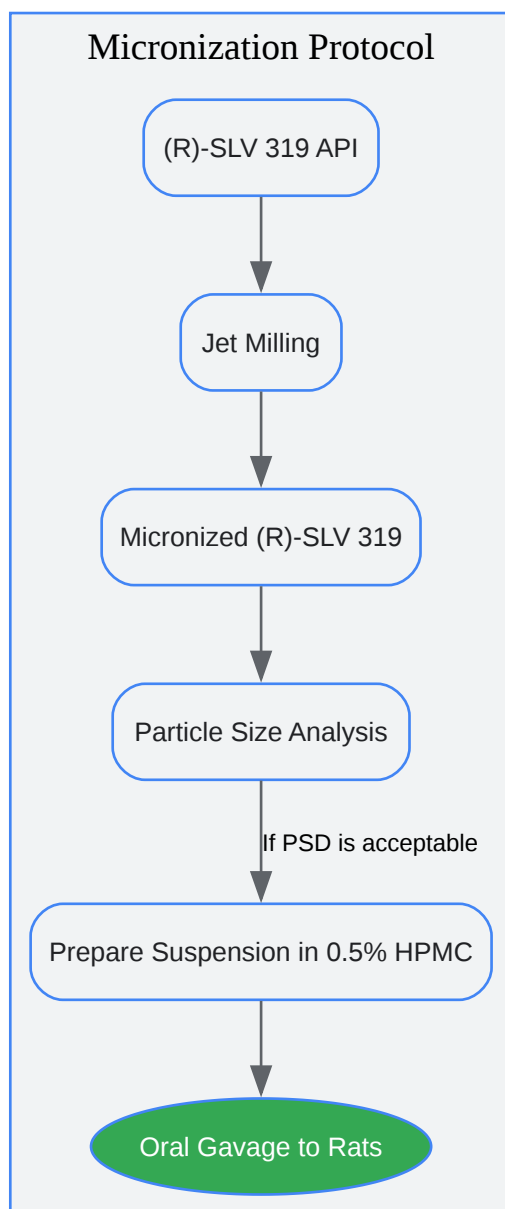 Micronization Protocol
(R)-SLV 319 API
Jet Milling
Micronized (R)-SLV 319
Particle Size Analysis
If PSD is acceptable
Prepare Suspension in 0.5% HPMC
Oral Gavage to Rats